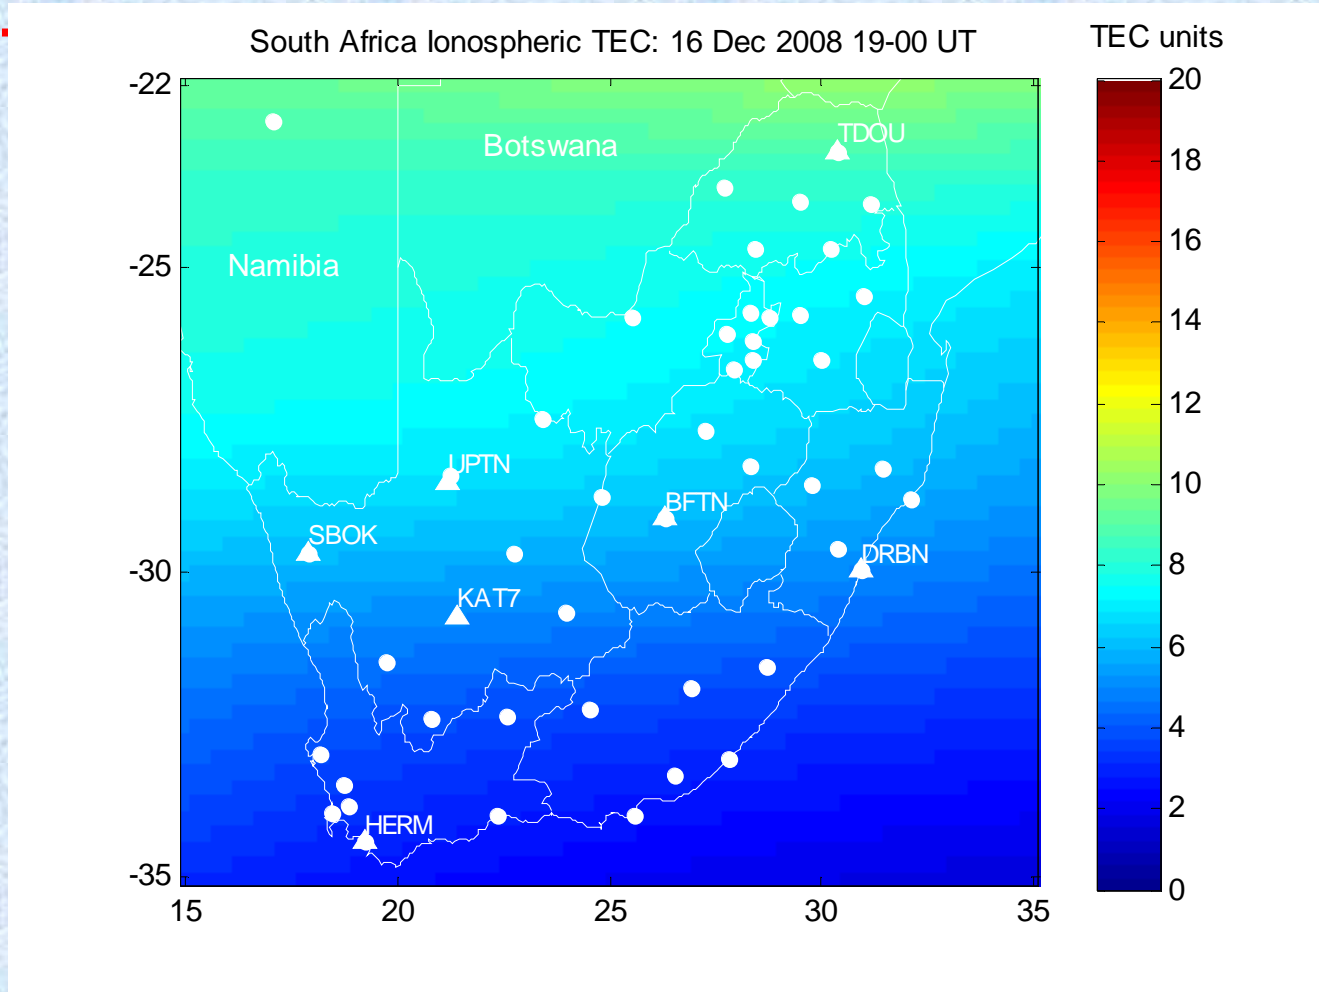 South Africa Ionospheric TEC: 16 Dec 2008 19-00 UT
TEC units
-22
-25
-30
-35
15
20
25
30
35
Botswana
TDOU
Namibia
UPTN
BFTN
SBOK
DRBN
KAT7
HERM
20
18
16
14
12
10
8
6
4
2
0